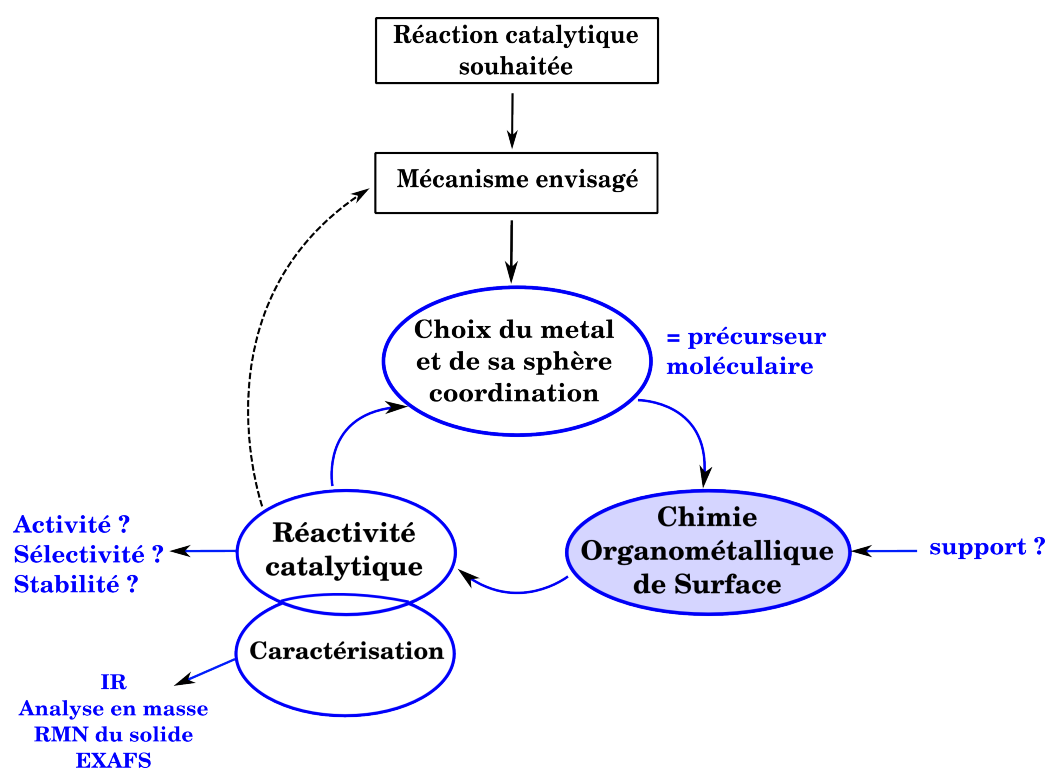 Réaction catalytique
souhaitée
Mécanisme envisagé
Choix du metal
et de sa sphère
coordination
= précurseur
moléculaire
Chimie
Organométallique
de Surface
support ?
Réactivité
catalytique
Activité ?
Sélectivité ?
Stabilité ?
Caractérisation
IR
Analyse en masse
RMN du solide
EXAFS